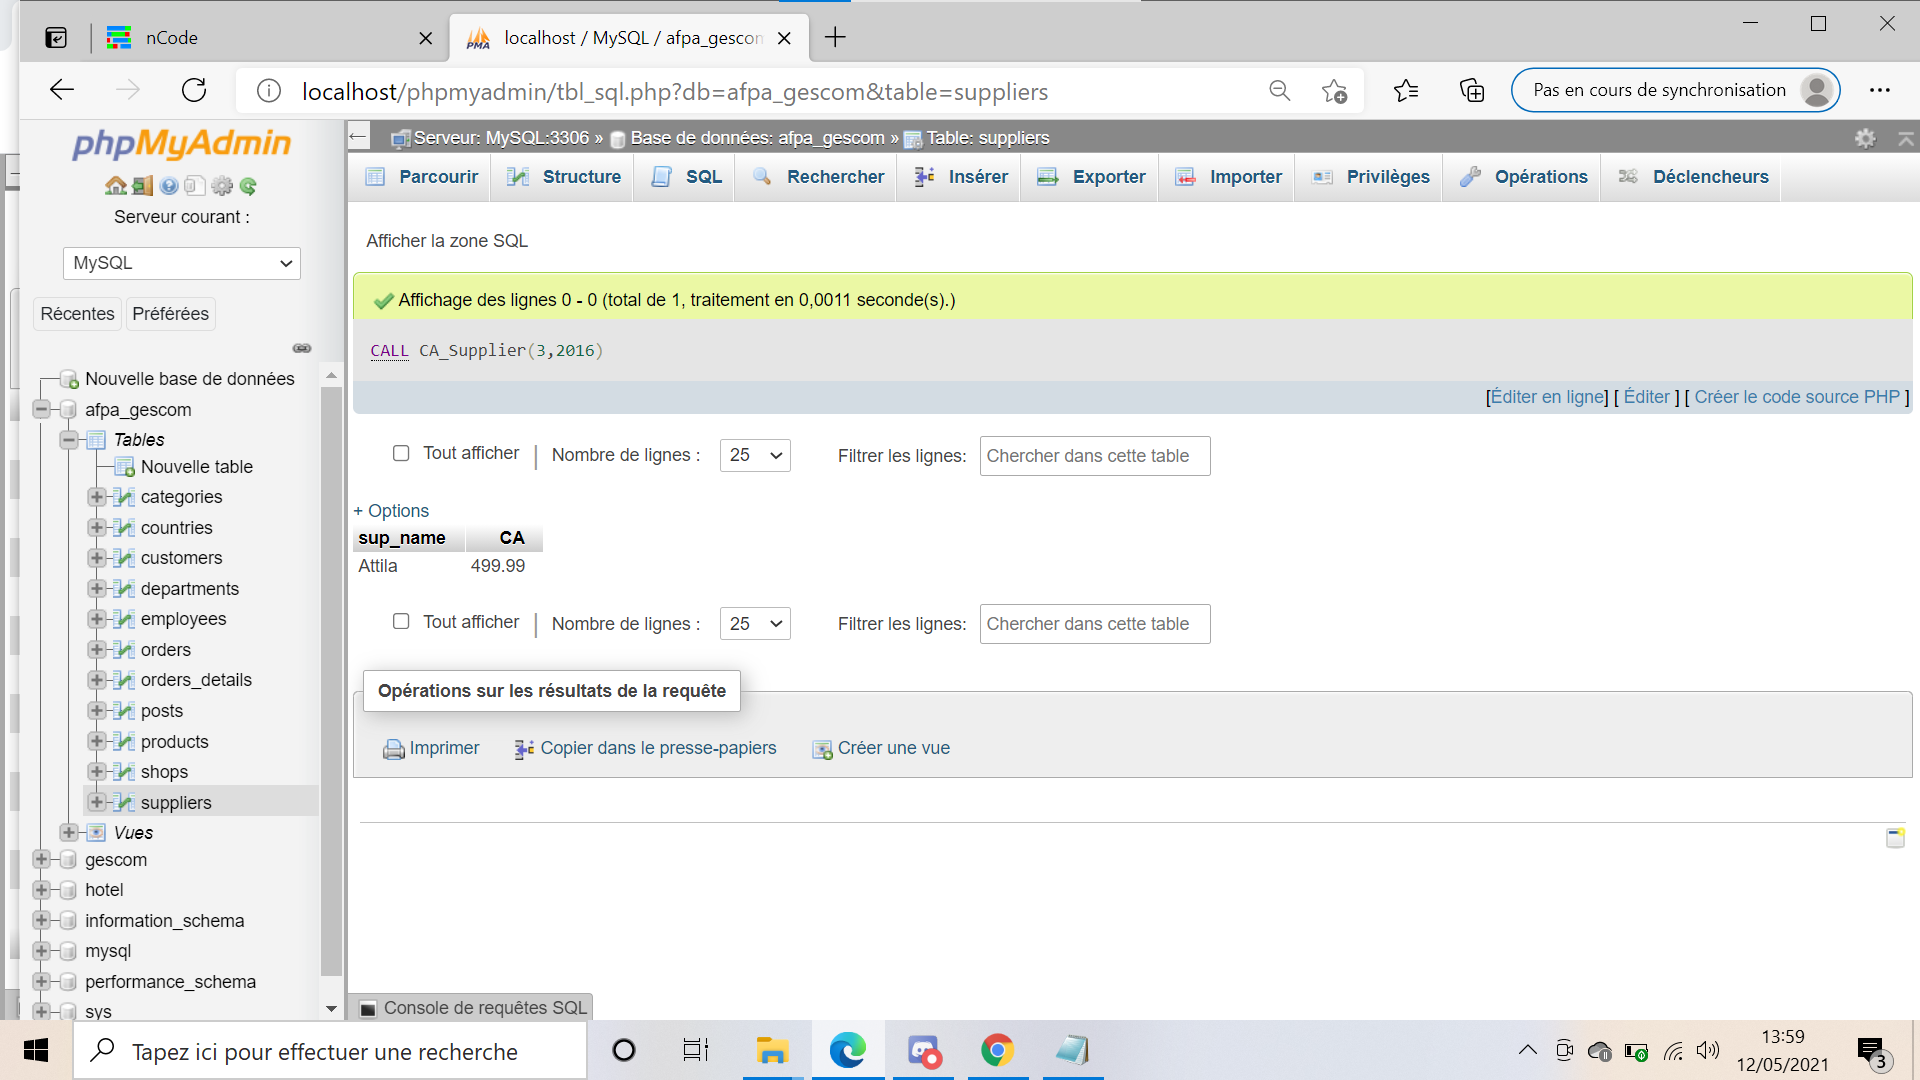 nCode
localhost / MySQL / afpa_gescom
localhost/phpmyadmin/tbl_sql.php?db=afpa_gescom&table=suppliers
Pas en cours de synchronisation
phpMyAdmin
Serveur courant :
MySQL
Récentes
Préférées
Nouvelle base de données
afpa_gescom
Tables
Nouvelle table
categories
countries
customers
departments
employees
orders
orders_details
posts
products
shops
suppliers
Vues
gescom
hotel
information_schema
mysql
performance_schema
sys
Serveur: MySQL:3306 » Base de données: afpa_gescom » Table: suppliers
Parcourir Structure SQL Rechercher Insérer Exporter Importer Privilèges Opérations Déclencheurs
Afficher la zone SQL
Affichage des lignes 0 - 0 (total de 1, traitement en 0,0011 seconde(s).)
CALL CA_Supplier(3,2016)
[Éditer en ligne] [ Éditer ] [ Créer le code source PHP ]
Tout afficher | Nombre de lignes : 25 Filtrer les lignes: Chercher dans cette table
+ Options
sup_name CA
Attila 499.99
Tout afficher | Nombre de lignes : 25 Filtrer les lignes: Chercher dans cette table
Opérations sur les résultats de la requête
Imprimer Copier dans le presse-papiers Créer une vue
Console de requêtes SQL
Tapez ici pour effectuer une recherche
13:59
12/05/2021
3